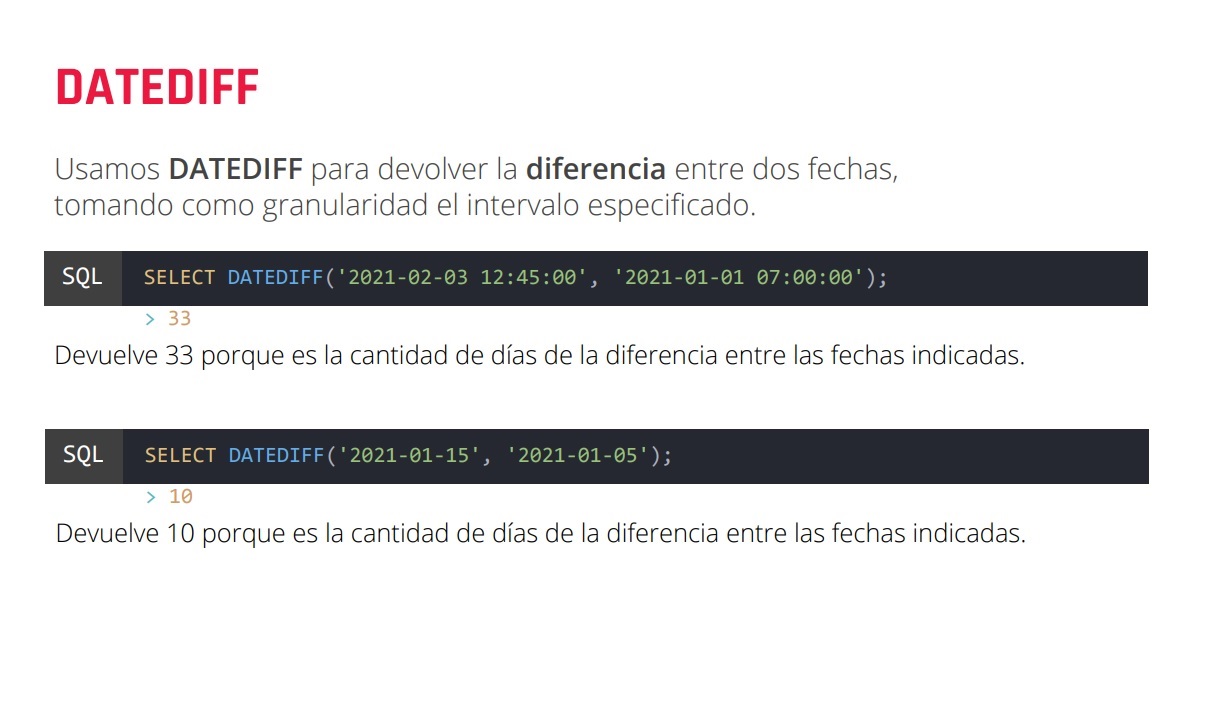 DATEDIFF
Usamos DATEDIFF para devolver la diferencia entre dos fechas,
tomando como granularidad el intervalo especificado.
SQL SELECT DATEDIFF('2021-02-03 12:45:00', '2021-01-01 07:00:00');
> 33
Devuelve 33 porque es la cantidad de días de la diferencia entre las fechas indicadas.
SQL SELECT DATEDIFF('2021-01-15', '2021-01-05');
> 10
Devuelve 10 porque es la cantidad de días de la diferencia entre las fechas indicadas.